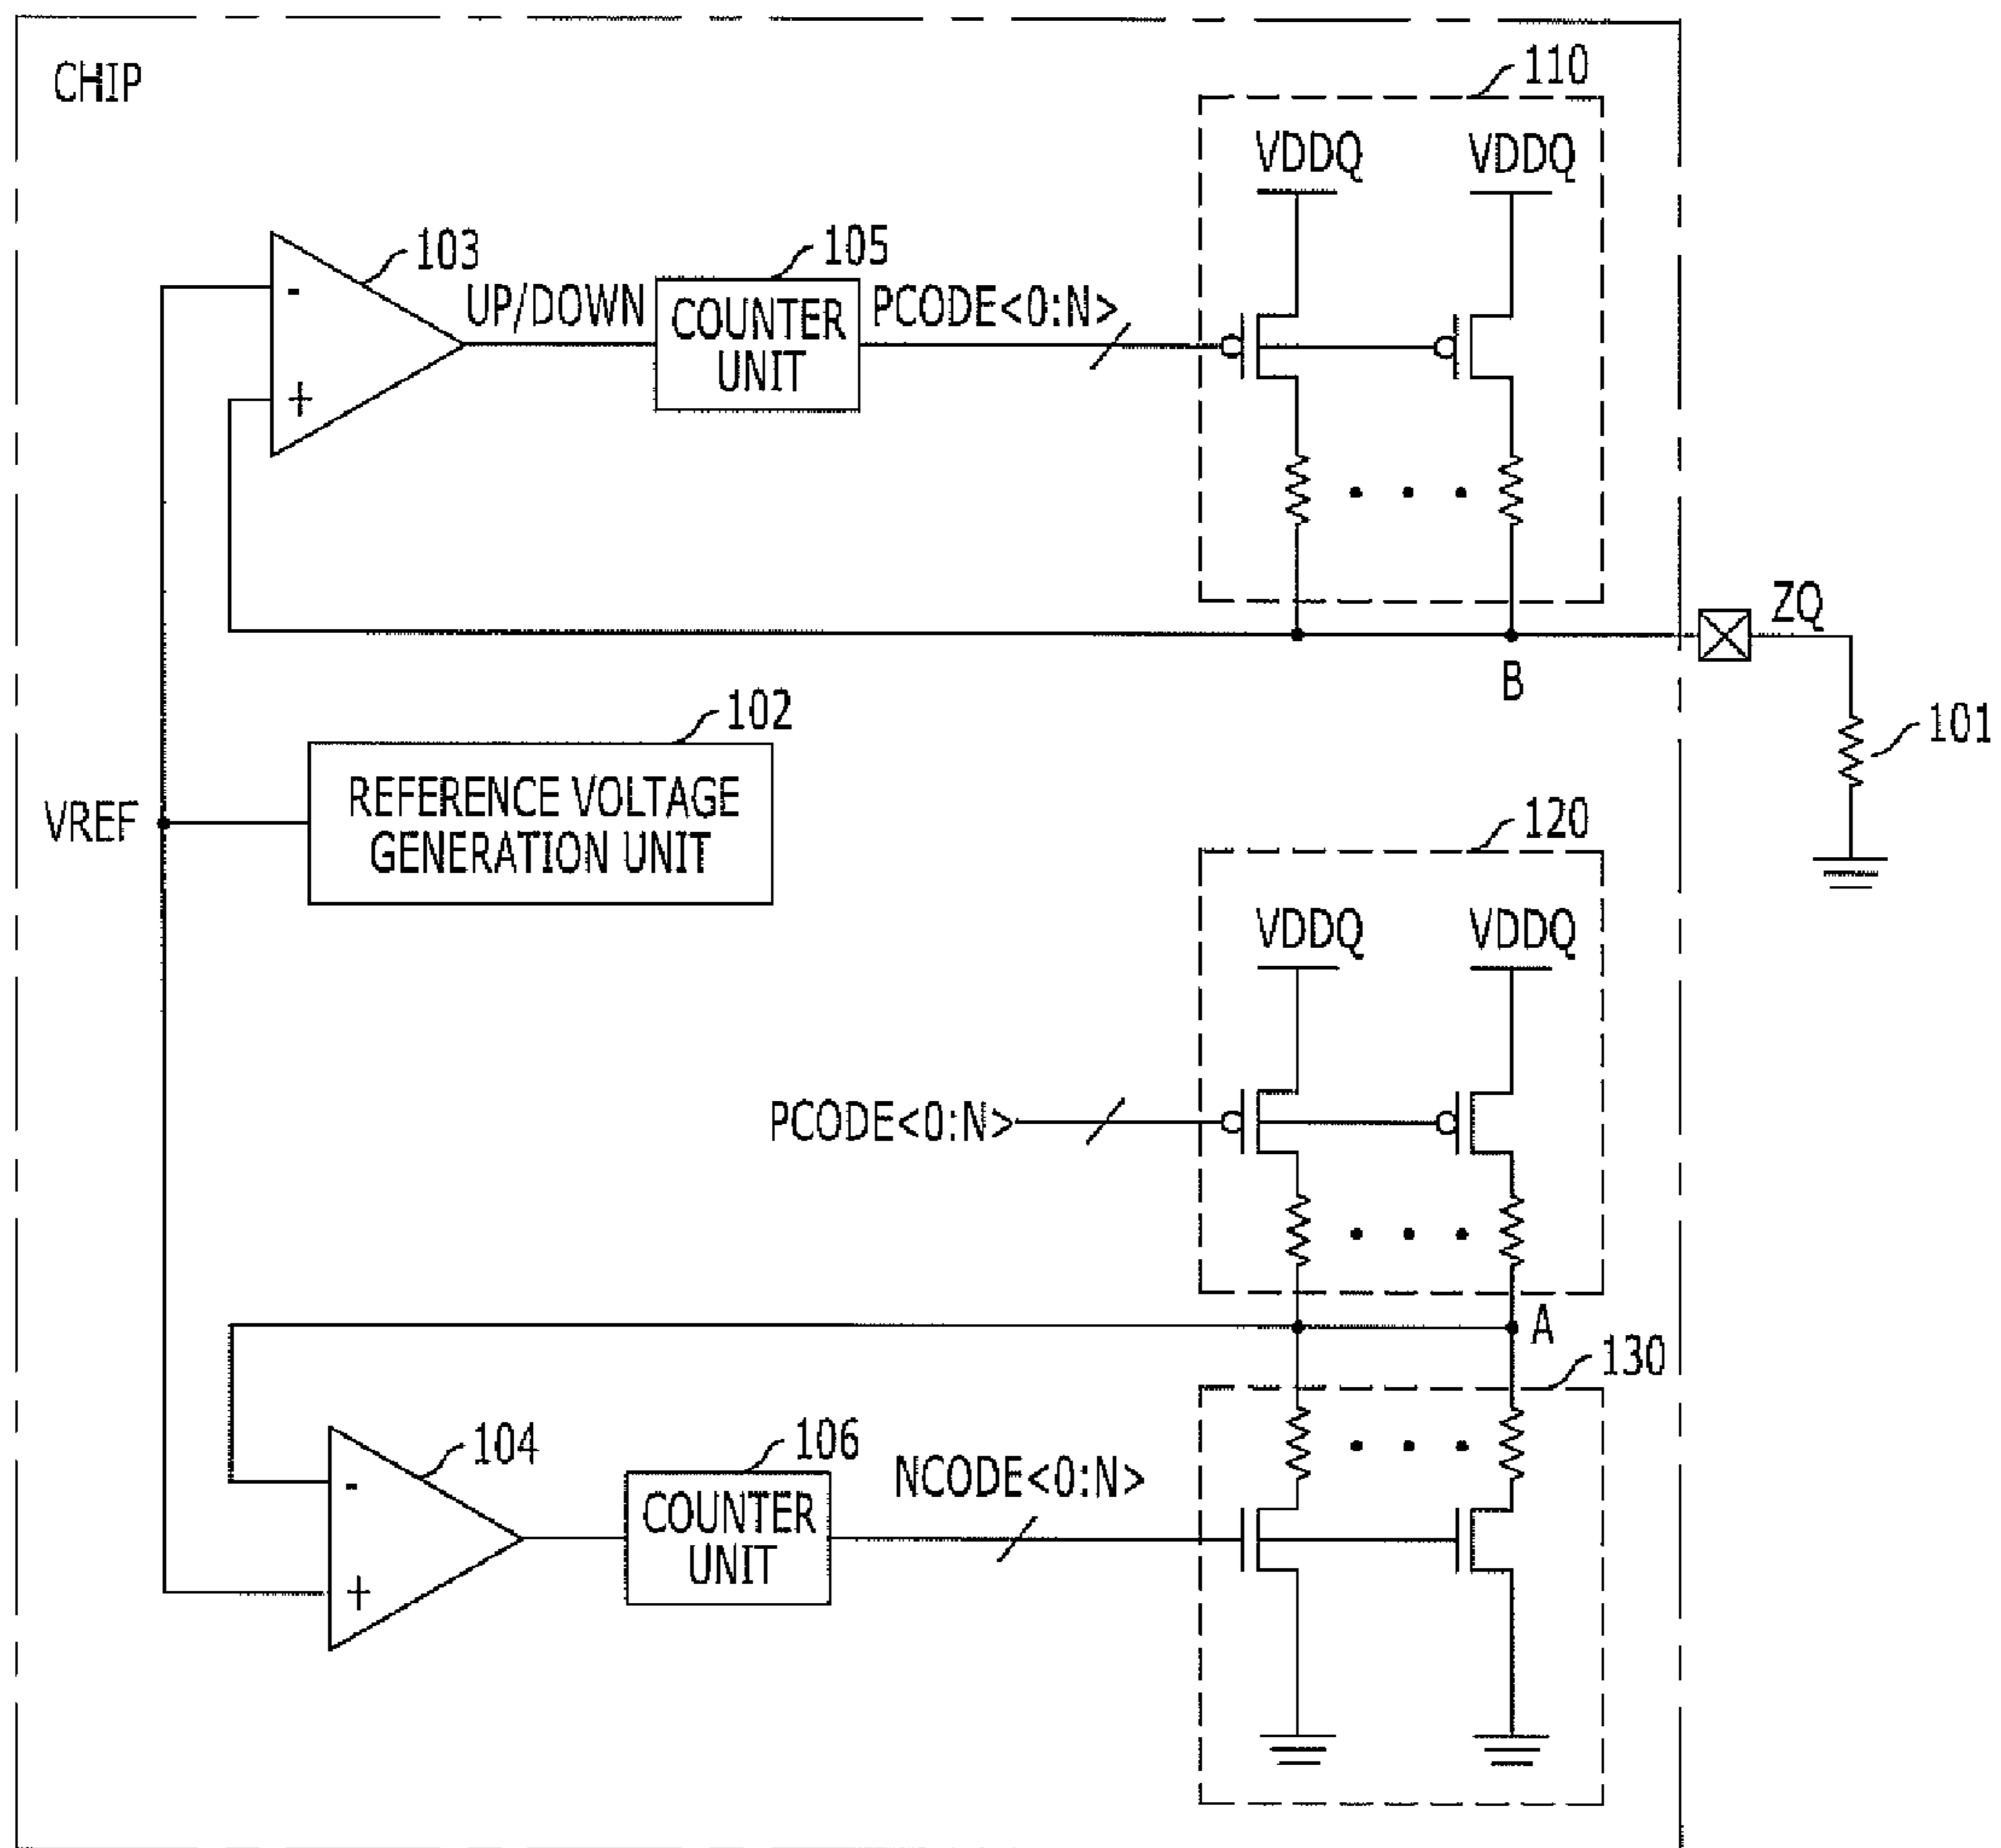 CHIP
110
VDDQ VDDQ
103
105
UP/DOWN
COUNTER
UNIT
PCODE<0:N>
-
+
B
ZQ
101
102
VREF
REFERENCE VOLTAGE
GENERATION UNIT
120
VDDQ VDDQ
PCODE<0:N>
A
130
104
106
COUNTER
UNIT
NCODE<0:N>
-
+